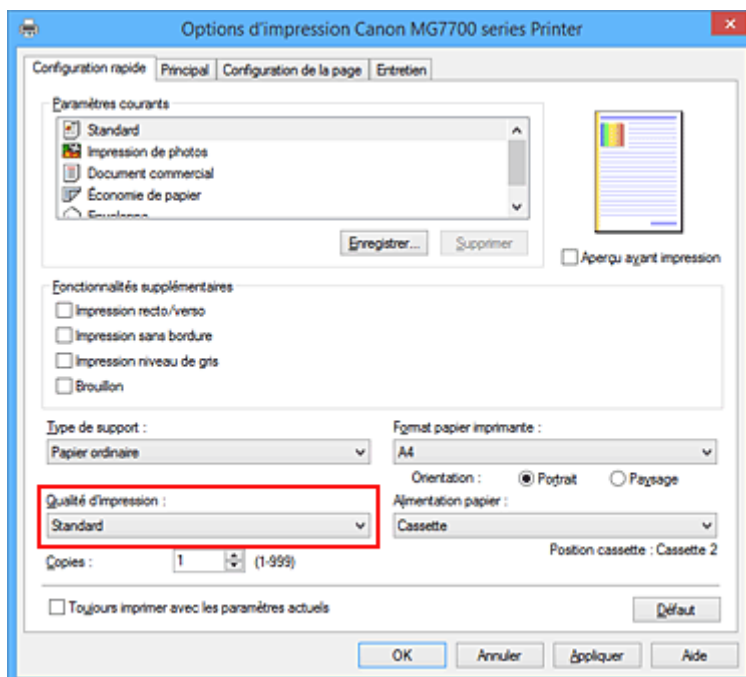 Options d'impression Canon MG7700 series Printer
Configuration rapide Principal Configuration de la page Entretien
Paramètres courants
Standard
Impression de photos
Document commercial
Économie de papier
Enregistrer... Supprimer
Aperçu avant impression
Fonctionnalités supplémentaires
Impression recto/verso
Impression sans bordure
Impression niveau de gris
Brouillon
Type de support :
Papier ordinaire
Format papier imprimante :
A4
Orientation : Portrait Paysage
Qualité d'impression :
Standard
Alimentation papier :
Cassette
Position cassette : Cassette 2
Copies : 1 (1-999)
Toujours imprimer avec les paramètres actuels
Défaut
OK Annuler Appliquer Aide